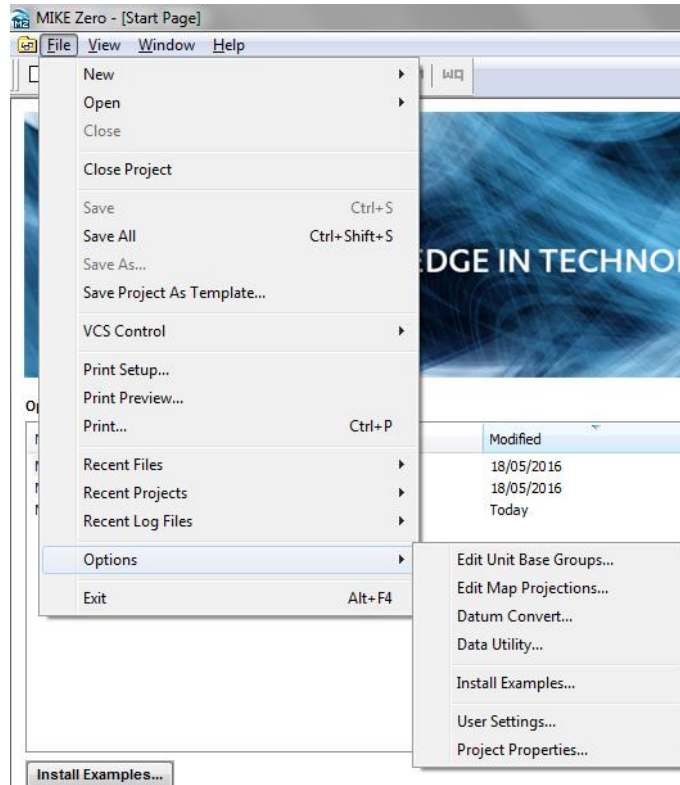 MIKE Zero - [Start Page]
File View Window Help
New
Open
Close
Close Project
Save Ctrl+S
Save All Ctrl+Shift+S
Save As...
Save Project As Template...
VCS Control
Print Setup...
Print Preview...
Print... Ctrl+P
Recent Files
Recent Projects
Recent Log Files
Options
Exit Alt+F4
EDGE IN TECHNO
Modified
18/05/2016
18/05/2016
Today
Edit Unit Base Groups...
Edit Map Projections...
Datum Convert...
Data Utility...
Install Examples...
User Settings...
Project Properties...
Install Examples...